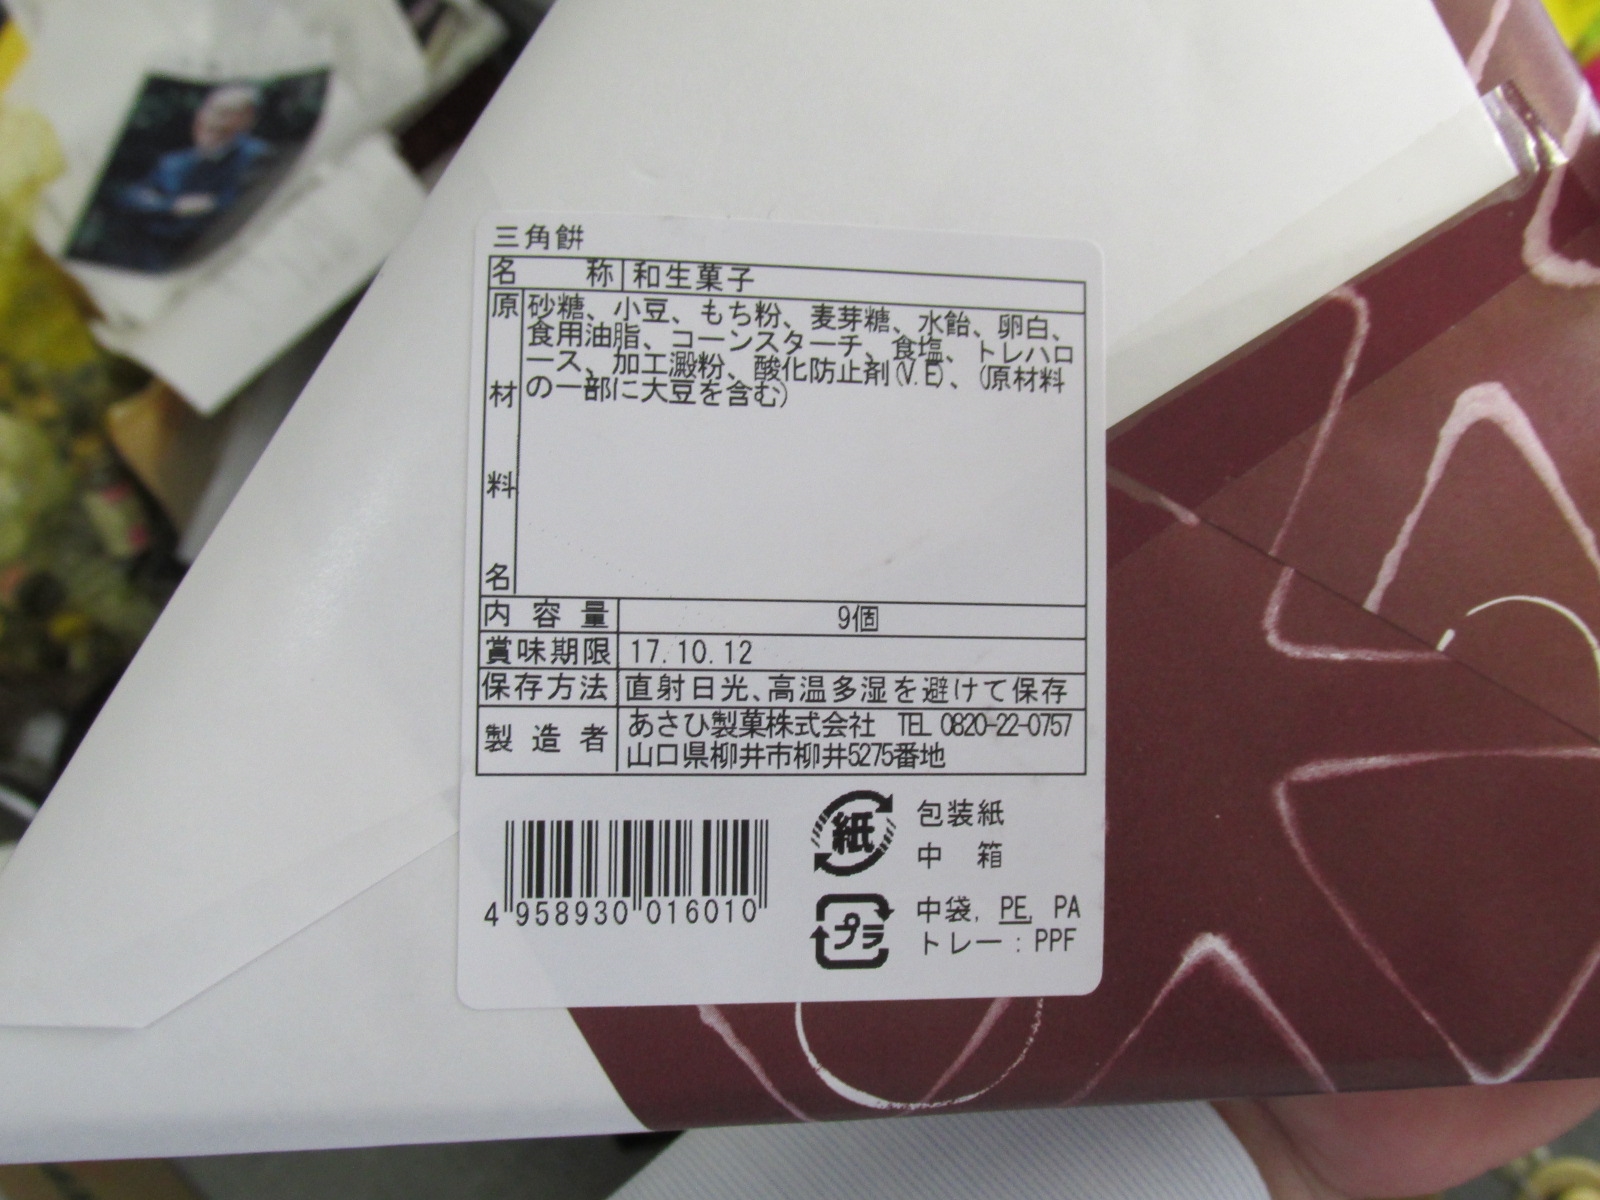 三角餅
名称 和生菓子
原材料名 砂糖、小豆、もち粉、麦芽糖、水飴、卵白、
食用油脂、コーンスターチ、食塩、トレハロ
ース、加工澱粉、酸化防止剤(V.E)、(原材料
の一部に大豆を含む)
内容量 9個
賞味期限 17.10.12
保存方法 直射日光、高温多湿を避けて保存
製造者 あさひ製菓株式会社 TEL 0820-22-0757
山口県柳井市柳井5275番地
4 958930 016010
紙 包装紙
中 箱
プラ 中袋, PE, PA
トレー：PPF